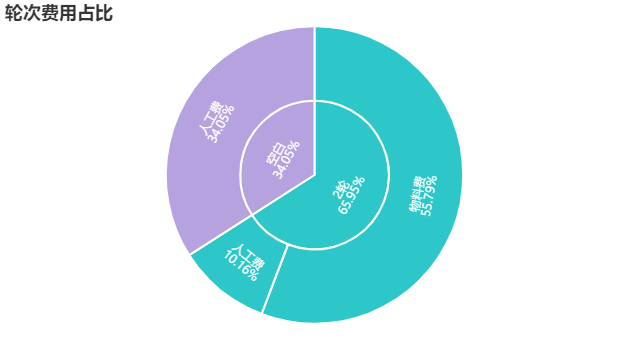 轮次费用占比
人工费
34.05%
空白
34.05%
2轮
65.95%
物料费
55.79%
人工费
10.16%